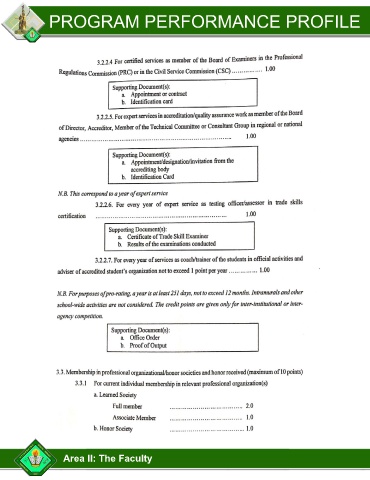 PROGRAM PERFORMANCE PROFILE
3.2.2.4 For certified services as member of the Board of Examiners in the Professional
Regulations Commission (PRC) or in the Civil Service Commission (CSC) ................ 1.00
Supporting Document(s):
a. Appointment or contract
b. Identification card
3.2.2.5. For expert services in accreditation/quality assurance work as member of the Board
of Director, Accreditor, Member of the Technical Committee or Consultant Group in regional or national
agencies ........................................................................ 1.00
Supporting Document(s):
a. Appointment/designation/invitation from the
accrediting body
b. Identification Card
N.B. This correspond to a year of expert service
3.2.2.6. For every year of expert service as testing officer/assessor in trade skills
certification ................................................................ 1.00
Supporting Document(s):
a. Certificate of Trade Skill Examiner
b. Results of the examinations conducted
3.2.2.7. For every year of services as coach/trainer of the students in official activities and
adviser of accredited student's organization not to exceed 1 point per year ............... 1.00
N.B. For purposes of pro-rating, a year is at least 231 days, not to exceed 12 months. Intramurals and other
school-wide activities are not considered. The credit points are given only for inter-institutional or inter-
agency competition.
Supporting Document(s):
a. Office Order
b. Proof of Output
3.3. Membership in professional organizational/honor societies and honor received (maximum of 10 points)
3.3.1 For current individual membership in relevant professional organization(s)
a. Learned Society
Full member .................................... 2.0
Associate Member .................................... 1.0
b. Honor Society .................................... 1.0
Area II: The Faculty